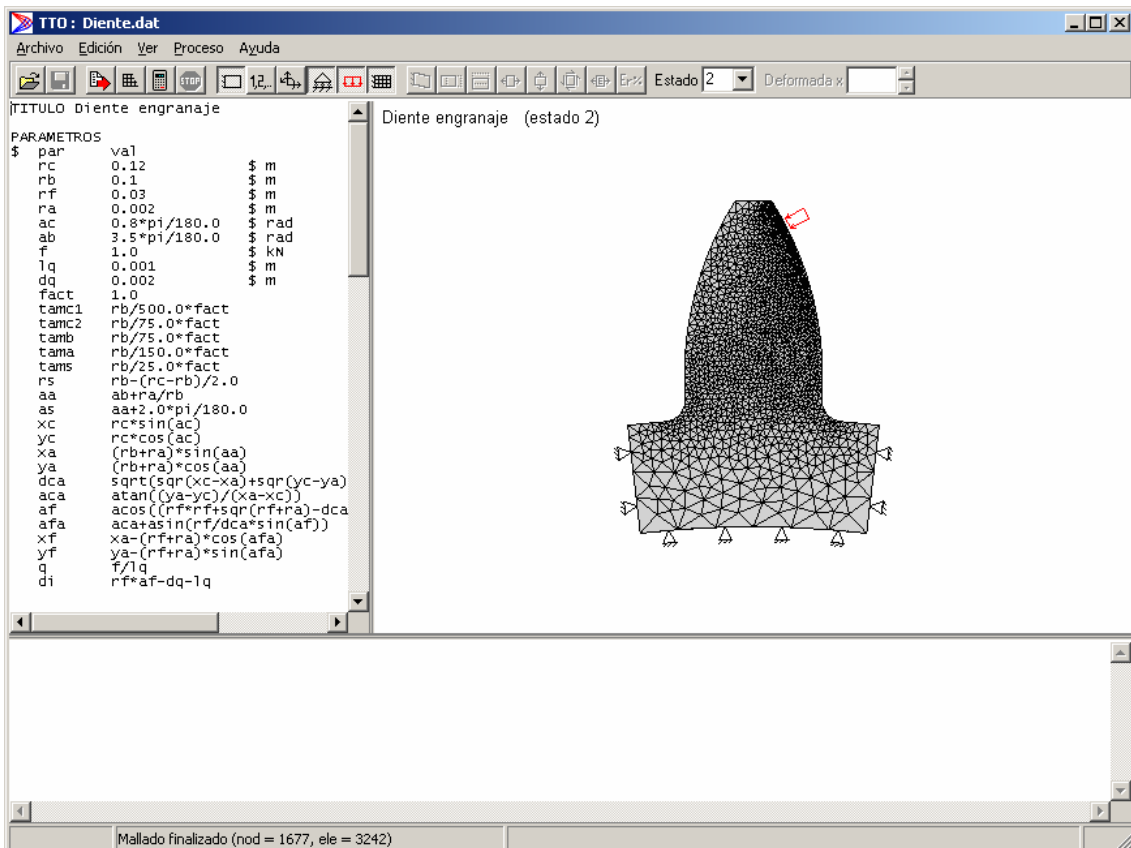 TTO : Diente.dat
Archivo Edición Ver Proceso Ayuda
STOP 1,2,.. Er% Estado 2 Deformada x
TITULO Diente engranaje
PARAMETROS
$ par val
rc 0.12 $ m
rb 0.1 $ m
rf 0.03 $ m
ra 0.002 $ m
ac 0.8*pi/180.0 $ rad
ab 3.5*pi/180.0 $ rad
f 1.0 $ kN
lq 0.001 $ m
dq 0.002 $ m
fact 1.0
tamc1 rb/500.0*fact
tamc2 rb/75.0*fact
tamb rb/75.0*fact
tama rb/150.0*fact
tams rb/25.0*fact
rs rb-(rc-rb)/2.0
aa ab+ra/rb
as aa+2.0*pi/180.0
xc rc*sin(ac)
yc rc*cos(ac)
xa (rb+ra)*sin(aa)
ya (rb+ra)*cos(aa)
dca sqrt(sqr(xc-xa)+sqr(yc-ya)
aca atan((ya-yc)/(xa-xc))
af acos((rf*rf+sqr(rf+ra)-dca
afa aca+asin(rf/dca*sin(af))
xf xa-(rf+ra)*cos(afa)
yf ya-(rf+ra)*sin(afa)
q f/lq
di rf*af-dq-lq
Diente engranaje (estado 2)
Mallado finalizado (nod = 1677, ele = 3242)